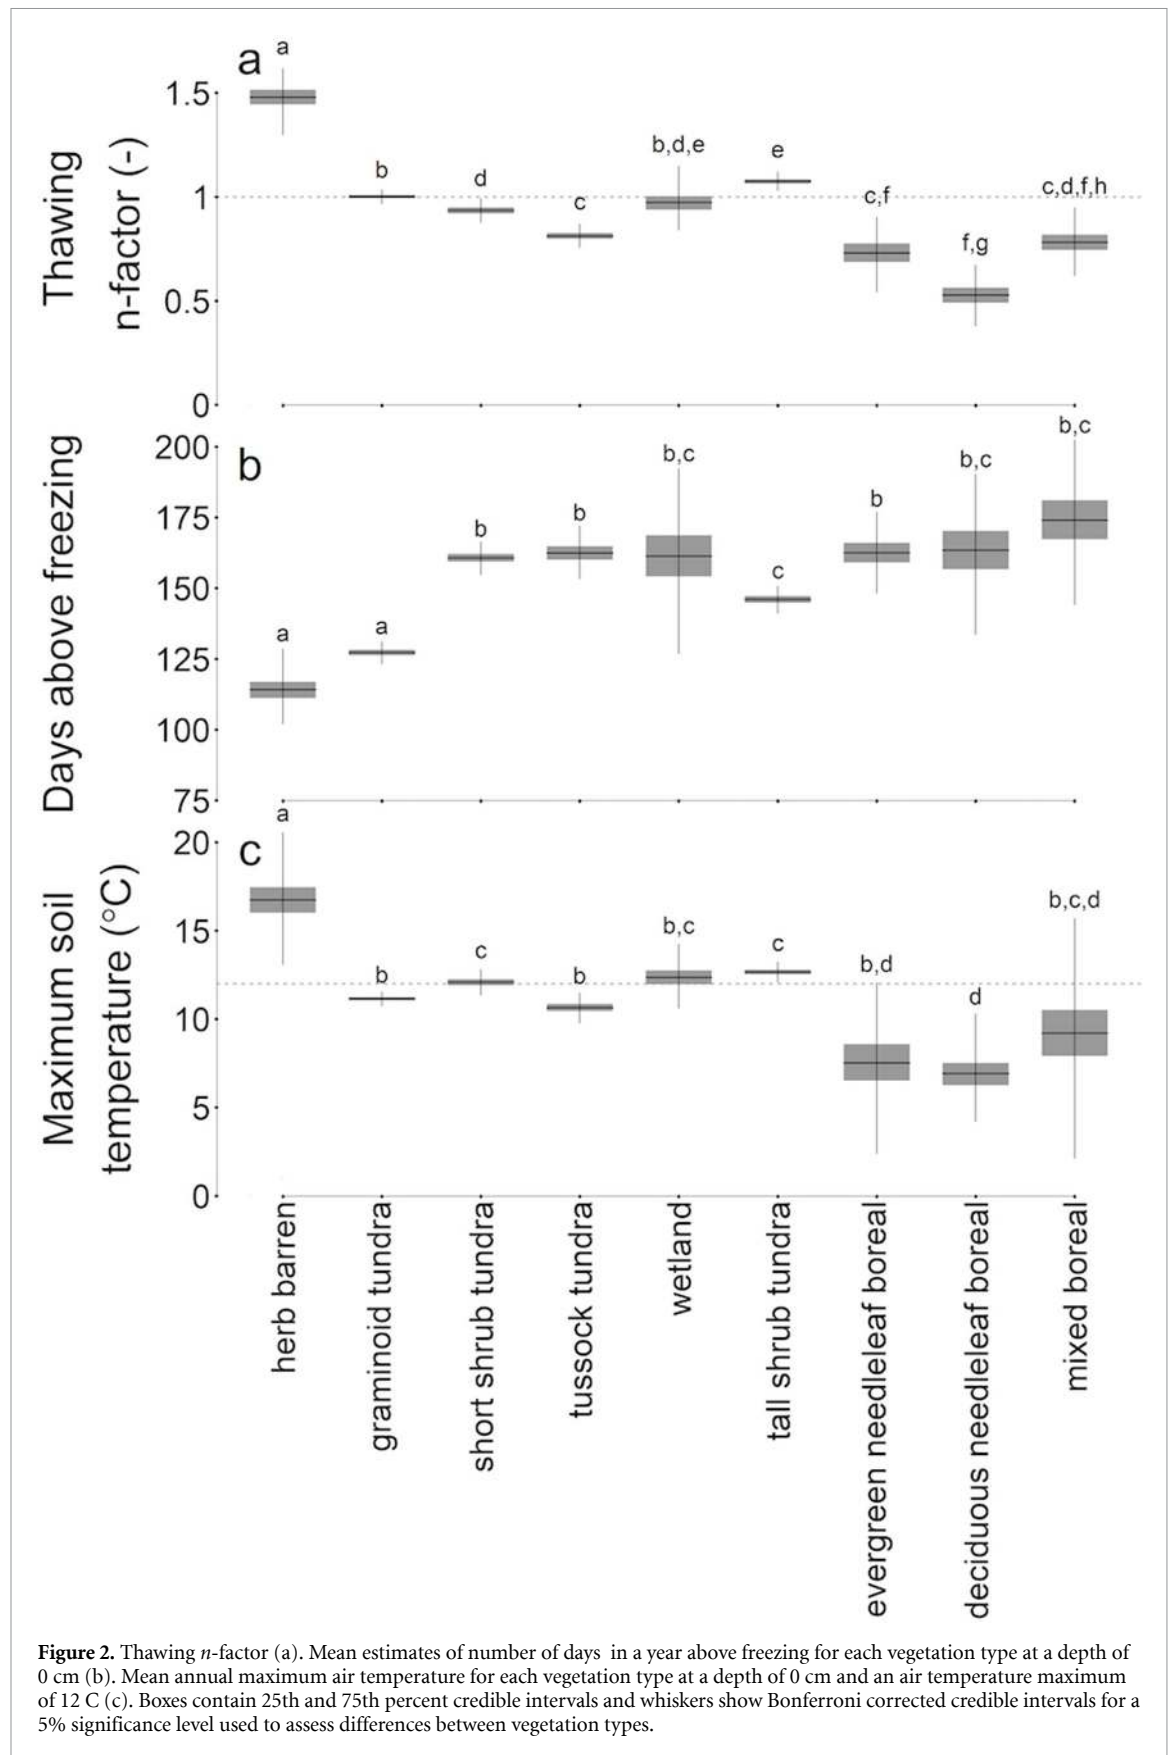 a
a
1.5
b
d
c
b,d,e
e
c,f
f,g
c,d,f,h
1
0.5
0
Thawing
n-factor (-)
b
200
175
150
125
100
75
a
a
b
b
b,c
c
b
b,c
b,c
Days above freezing
c
20
15
10
5
0
a
b
c
b
b,c
c
b,d
d
b,c,d
Maximum soil
temperature (°C)
herb barren
graminoid tundra
short shrub tundra
tussock tundra
wetland
tall shrub tundra
evergreen needleleaf boreal
deciduous needleleaf boreal
mixed boreal
Figure 2. Thawing n-factor (a). Mean estimates of number of days in a year above freezing for each vegetation type at a depth of
0 cm (b). Mean annual maximum air temperature for each vegetation type at a depth of 0 cm and an air temperature maximum
of 12 C (c). Boxes contain 25th and 75th percent credible intervals and whiskers show Bonferroni corrected credible intervals for a
5% significance level used to assess differences between vegetation types.